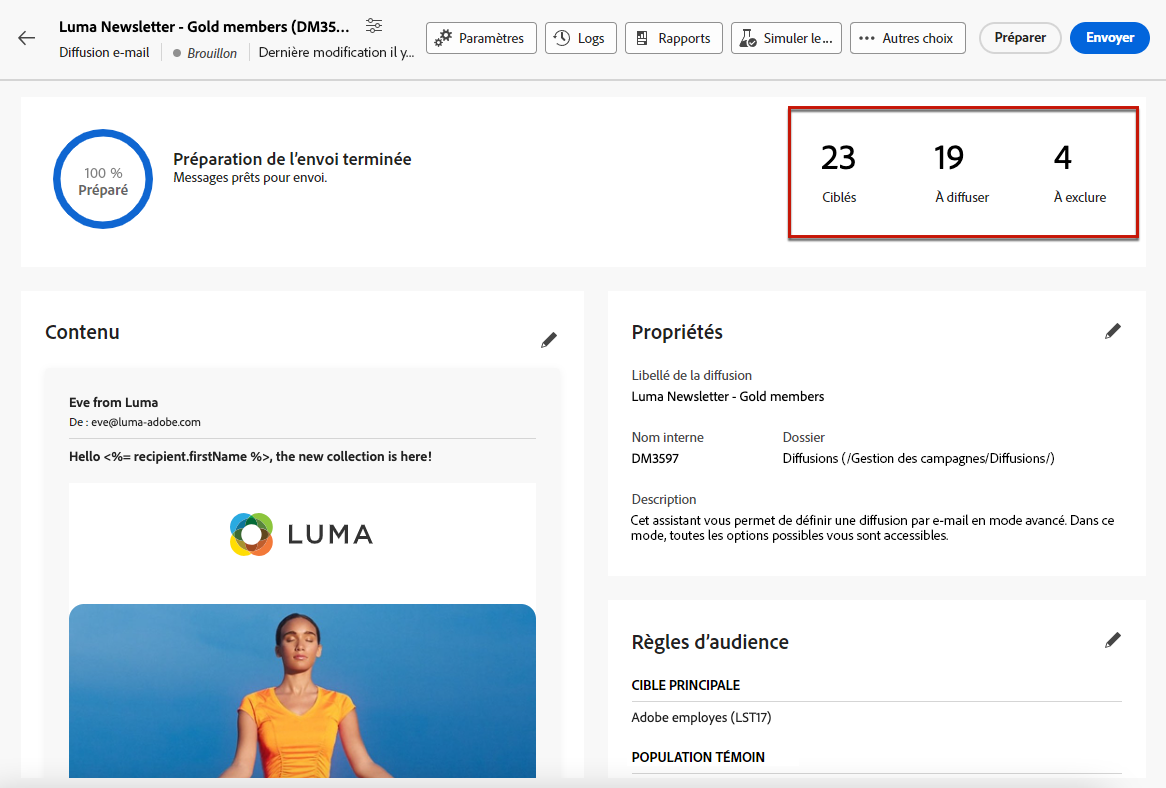 Luma Newsletter - Gold members (DM35...
Diffusion e-mail
Brouillon
Dernière modification il y...
Paramètres
Logs
Rapports
Simuler le...
Autres choix
Préparer
Envoyer
100 %
Préparé
Préparation de l’envoi terminée
Messages prêts pour envoi.
23
19
4
Ciblés
À diffuser
À exclure
Contenu
Eve from Luma
De : eve@luma-adobe.com
Hello <%= recipient.firstName %>, the new collection is here!
LUMA
Propriétés
Libellé de la diffusion
Luma Newsletter - Gold members
Nom interne
Dossier
DM3597
Diffusions (/Gestion des campagnes/Diffusions/)
Description
Cet assistant vous permet de définir une diffusion par e-mail en mode avancé. Dans ce
mode, toutes les options possibles vous sont accessibles.
Règles d’audience
CIBLE PRINCIPALE
Adobe employes (LST17)
POPULATION TÉMOIN